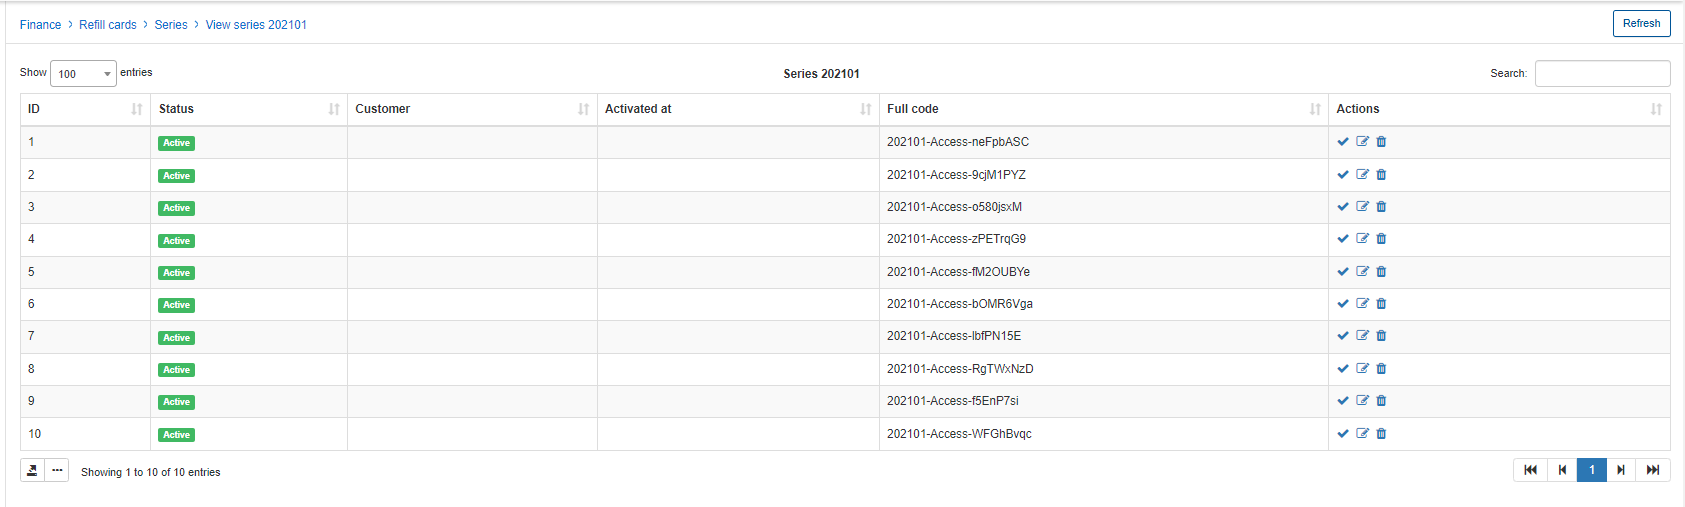 Finance > Refill cards > Series > View series 202101 Refresh
Show 100 entries Series 202101 Search:
ID Status Customer Activated at Full code Actions
1 Active 202101-Access-neFpbASC
2 Active 202101-Access-9cjM1PYZ
3 Active 202101-Access-o580jsxM
4 Active 202101-Access-zPETrqG9
5 Active 202101-Access-fM2OUBYe
6 Active 202101-Access-bOMR6Vga
7 Active 202101-Access-lbfPN15E
8 Active 202101-Access-RgTWxNzD
9 Active 202101-Access-f5EnP7si
10 Active 202101-Access-WFGhBvqc
Showing 1 to 10 of 10 entries 1